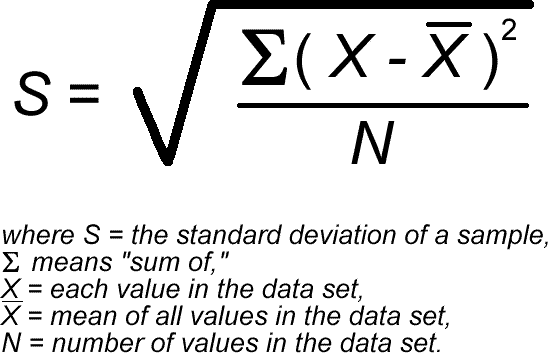 S = √ Σ( X - X̅ )² / N
where S = the standard deviation of a sample,
Σ means "sum of,"
X = each value in the data set,
X̅ = mean of all values in the data set,
N = number of values in the data set.